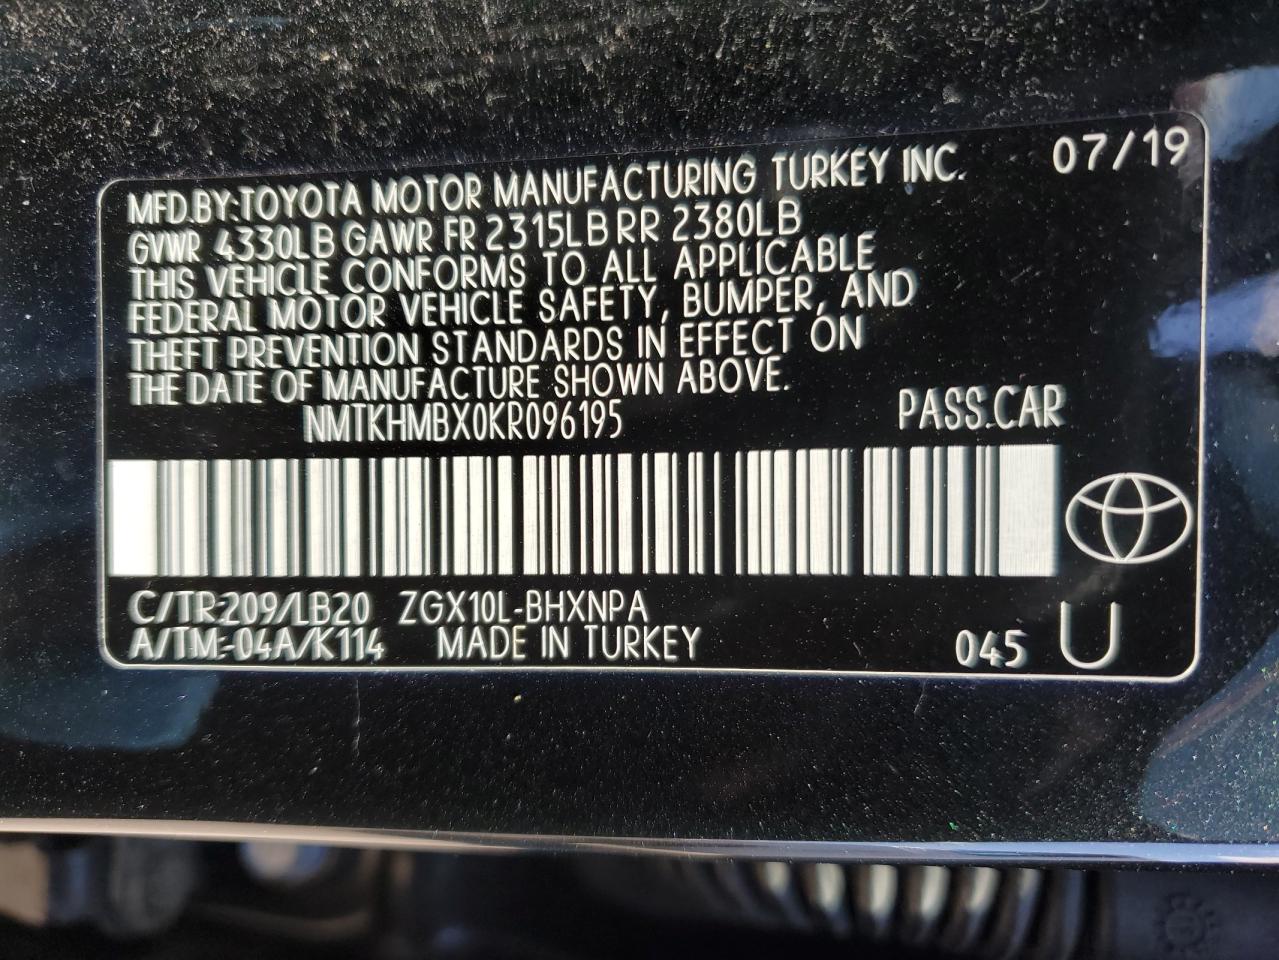 07/19
MFD.BY:TOYOTA MOTOR MANUFACTURING TURKEY INC.
GVWR 4330LB GAWR FR 2315LB RR 2380LB
THIS VEHICLE CONFORMS TO ALL APPLICABLE
FEDERAL MOTOR VEHICLE SAFETY, BUMPER, AND
THEFT PREVENTION STANDARDS IN EFFECT ON
THE DATE OF MANUFACTURE SHOWN ABOVE.
NMTKHMBX0KR096195 PASS.CAR
C/TR:209/LB20 ZGX10L-BHXNPA
A/TM:-04A/K114 MADE IN TURKEY 045 U